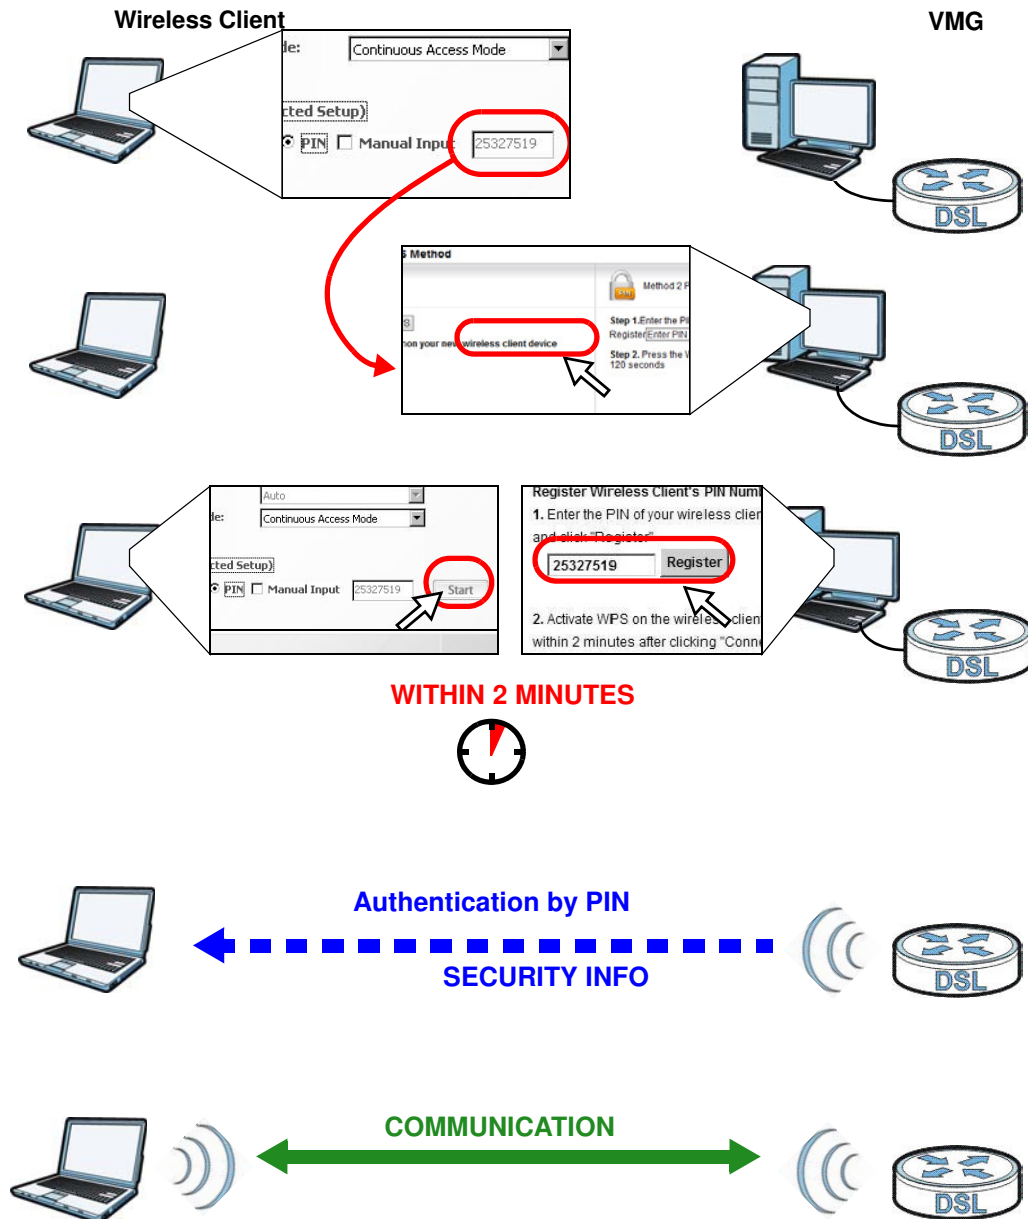 Wireless Client
VMG
de:
Continuous Access Mode
cted Setup)
PIN
Manual Input
25327519
DSL
Method
Method 2 P
Step 1.Enter the PI
Register
Enter PIN
on your new wireless client device
Step 2. Press the W
120 seconds
DSL
Auto
de:
Continuous Access Mode
cted Setup)
PIN
Manual Input
25327519
Start
Register Wireless Client's PIN Num
1. Enter the PIN of your wireless clien
and click "Register"
25327519
Register
2. Activate WPS on the wireless client
within 2 minutes after clicking "Conne
DSL
WITHIN 2 MINUTES
Authentication by PIN
SECURITY INFO
DSL
COMMUNICATION
DSL